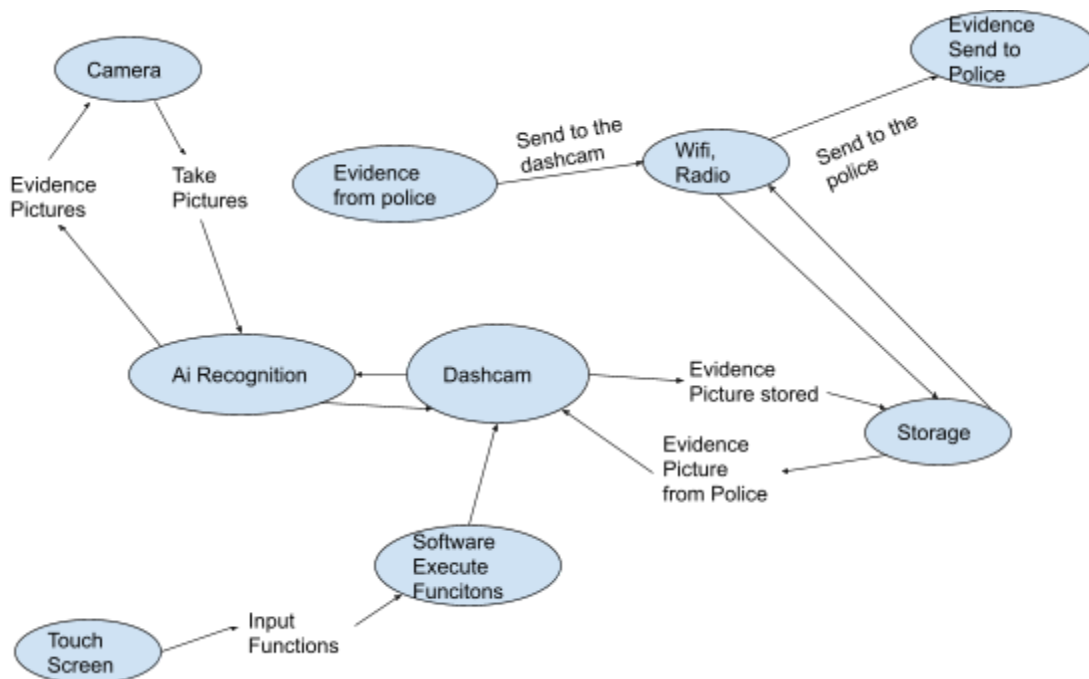 Evidence
Send to
Police
Camera
Send to the
dashcam
Wifi,
Radio
Send to the
police
Evidence
Pictures
Take
Pictures
Evidence
from police
Ai Recognition
Dashcam
Evidence
Picture stored
Storage
Evidence
Picture
from Police
Software
Execute
Funcitons
Input
Functions
Touch
Screen